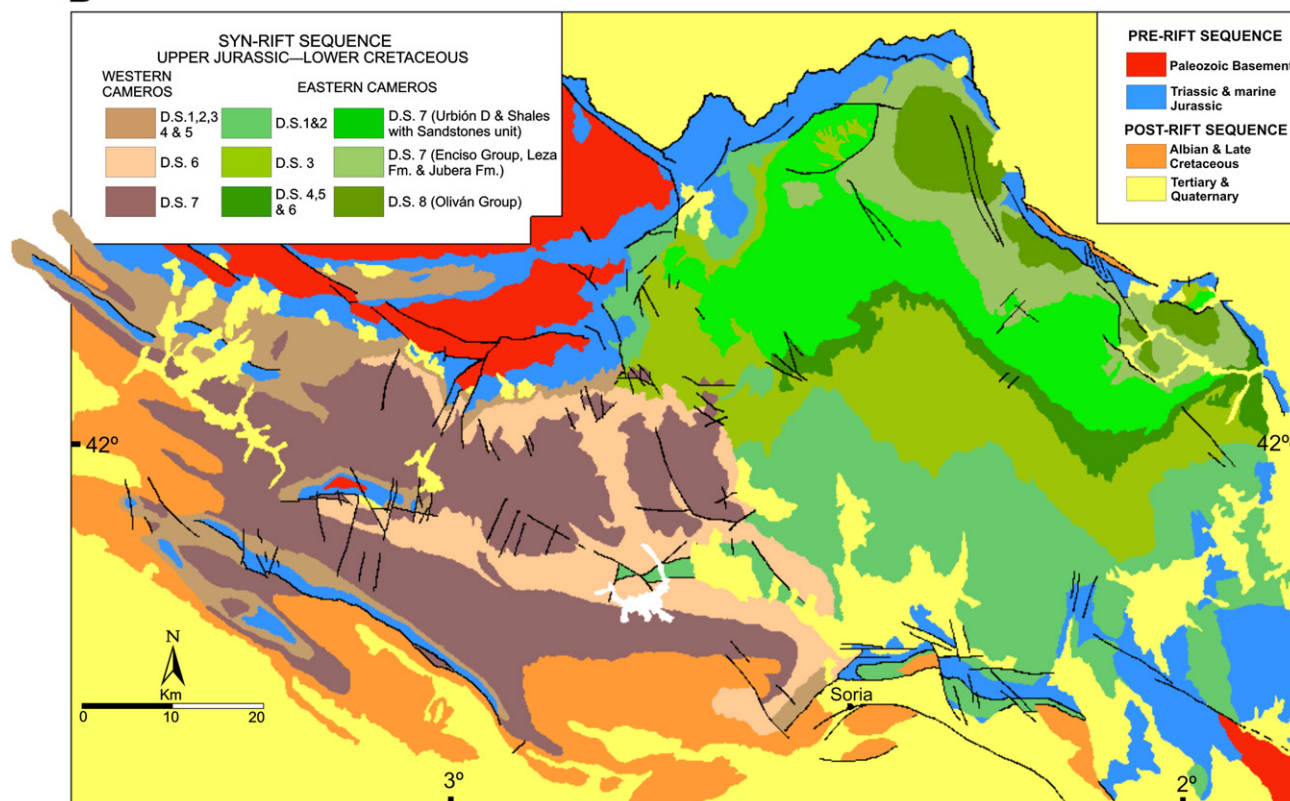 SYN-RIFT SEQUENCE
UPPER JURASSIC—LOWER CRETACEOUS
WESTERN
CAMEROS
EASTERN CAMEROS
D.S.1,2,3
4 & 5
D.S. 6
D.S. 7
D.S.1&2
D.S. 3
D.S. 4,5
& 6
D.S. 7 (Urbión D & Shales
with Sandstones unit)
D.S. 7 (Enciso Group, Leza
Fm. & Jubera Fm.)
D.S. 8 (Oliván Group)
PRE-RIFT SEQUENCE
Paleozoic Basement
Triassic & marine
Jurassic
POST-RIFT SEQUENCE
Albian & Late
Cretaceous
Tertiary &
Quaternary
42º
42º
N
Km
0 10 20
Soria
3º
2º